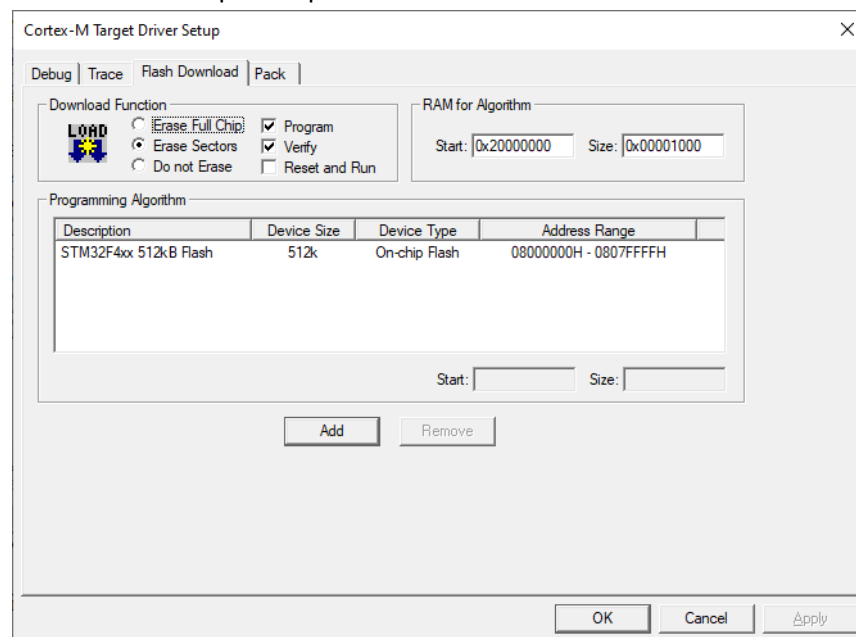 Cortex-M Target Driver Setup
Debug Trace Flash Download Pack
Download Function
LOAD
Erase Full Chip
Erase Sectors
Do not Erase
Program
Verify
Reset and Run
RAM for Algorithm
Start: 0x20000000 Size: 0x00001000
Programming Algorithm
Description Device Size Device Type Address Range
STM32F4xx 512kB Flash 512k On-chip Flash 08000000H - 0807FFFFH
Start: Size:
Add Remove
OK Cancel Apply